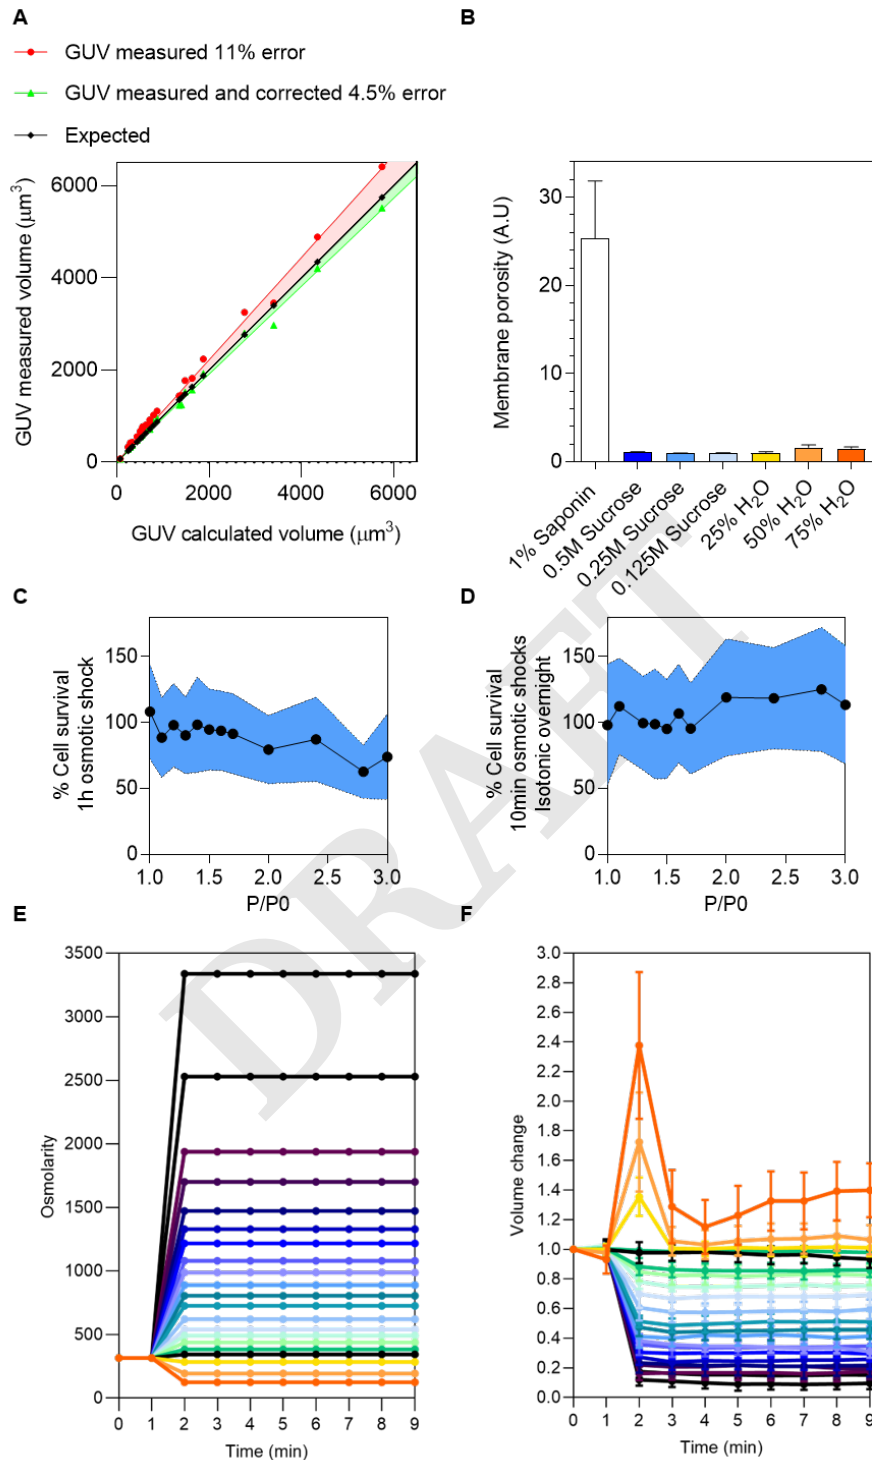 A
GUV measured 11% error
GUV measured and corrected 4.5% error
Expected
GUV measured volume (μm³)
6000
4000
2000
0
0 2000 4000 6000
GUV calculated volume (μm³)
B
Membrane porosity (A.U)
30
20
10
0
1% Saponin
0.5M Sucrose
0.25M Sucrose
0.125M Sucrose
25% H₂O
50% H₂O
75% H₂O
C
% Cell survival
1h osmotic shock
150
100
50
0
1.0 1.5 2.0 2.5 3.0
P/P0
D
% Cell survival
10min osmotic shocks
Isotonic overnight
150
100
50
0
1.0 1.5 2.0 2.5 3.0
P/P0
DRAFT
E
Osmolarity
3500
3000
2500
2000
1500
1000
500
0
0 1 2 3 4 5 6 7 8 9
Time (min)
F
Volume change
3.0
2.8
2.6
2.4
2.2
2.0
1.8
1.6
1.4
1.2
1.0
0.8
0.6
0.4
0.2
0.0
0 1 2 3 4 5 6 7 8 9
Time (min)